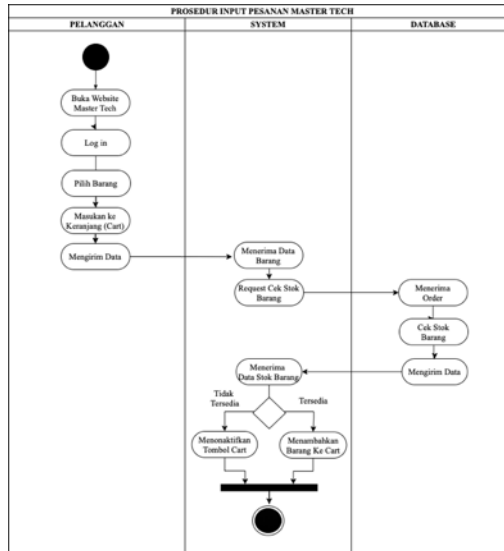 PROSEDUR INPUT PESANAN MASTER TECH
PELANGGAN
SYSTEM
DATABASE
Buka Website
Master Tech
Log in
Pilih Barang
Masukan ke
Keranjang (Cart)
Mengirim Data
Menerima Data
Barang
Request Cek Stok
Barang
Menerima
Order
Cek Stok
Barang
Mengirim Data
Menerima
Data Stok Barang
Tidak
Tersedia
Tersedia
Menonaktifkan
Tombol Cart
Menambahkan
Barang Ke Cart